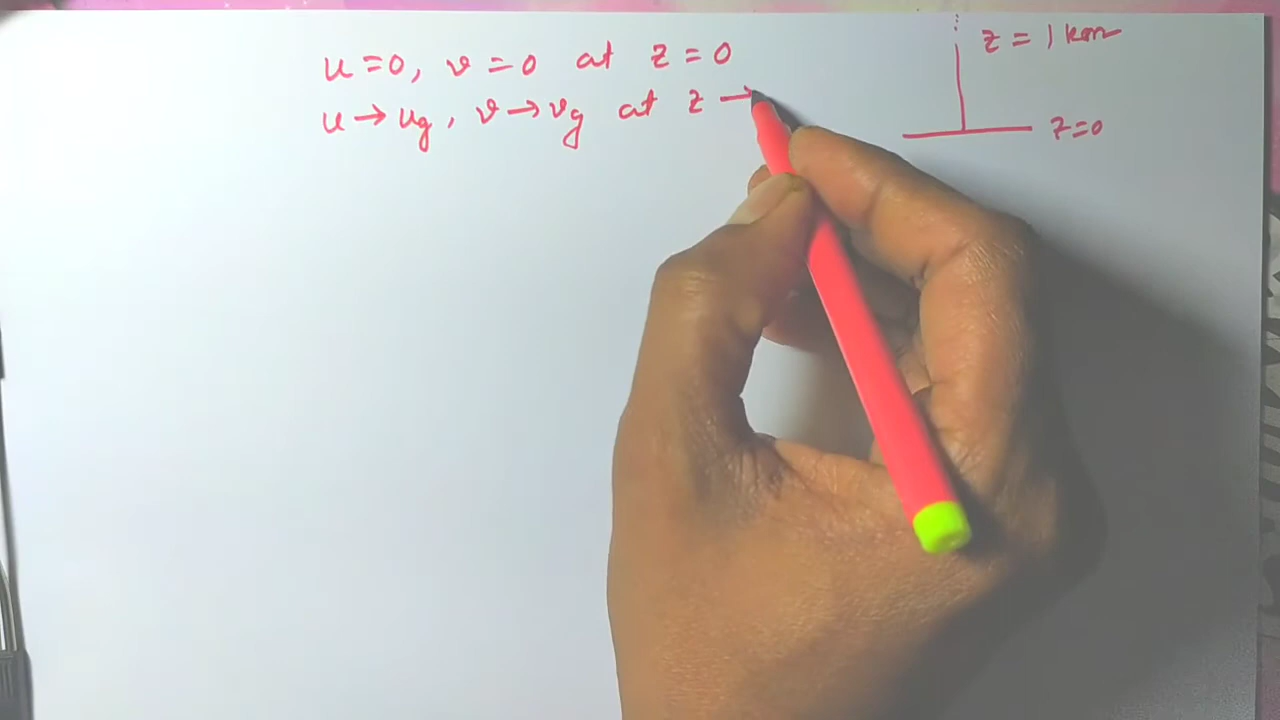 u = 0, v = 0 at z = 0
u → ug, v → vg at z →
z = 1 km
z = 0